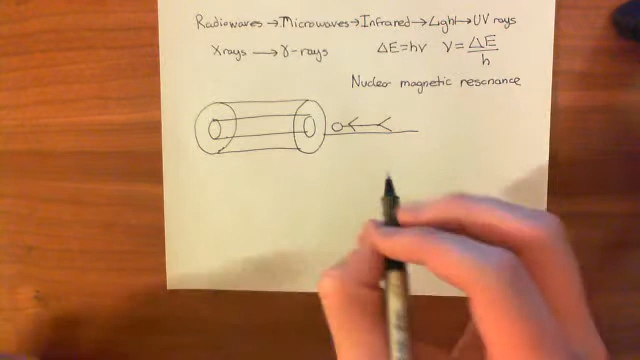 Radiowaves → Microwaves → Infrared → Light → UV rays
Xrays → γ-rays ΔE = hν ν = ΔE/h
Nuclear magnetic resonance